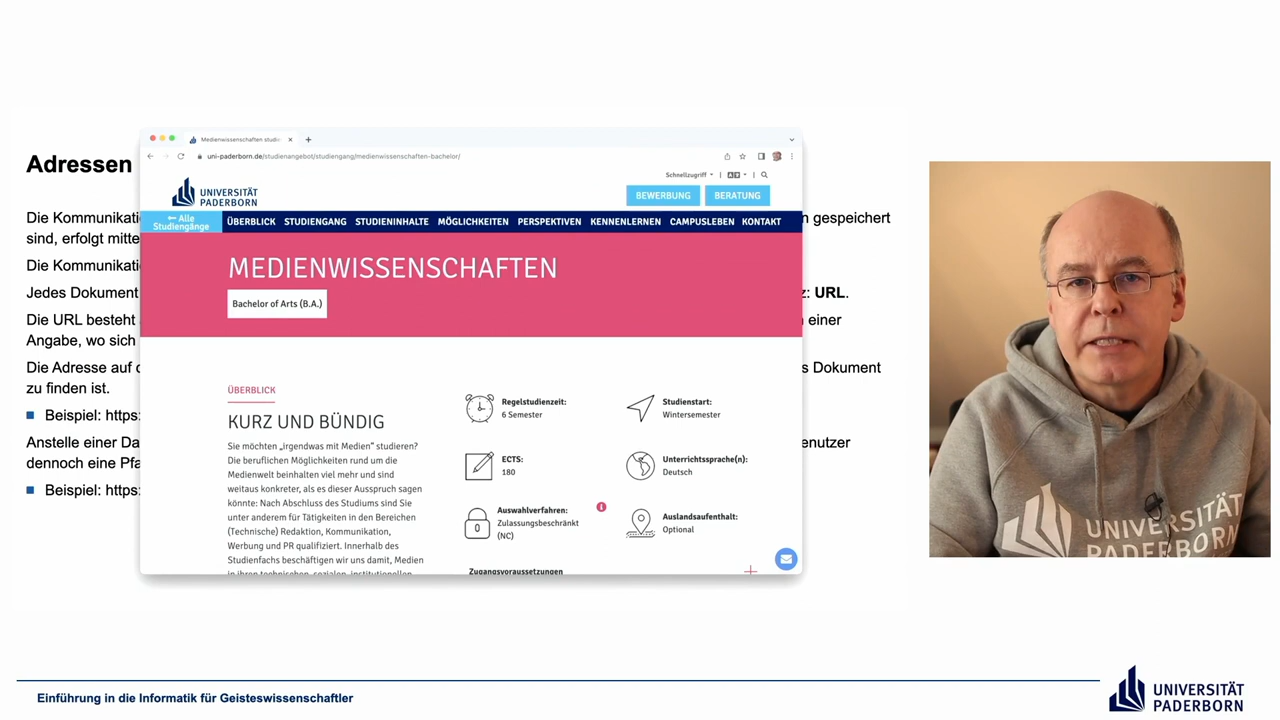 Adressen
Die Kommunikati
n gespeichert
sind, erfolgt mitte
Die Kommunikati
Jedes Dokument
z: URL.
Die URL besteht
einer
Angabe, wo sich
Die Adresse auf
s Dokument
zu finden ist.
Beispiel: https:
Anstelle einer Da
enutzer
dennoch eine Pfa
Beispiel: https:
Medienwissenschaften studi
uni-paderborn.de/studienangebot/studiengang/medienwissenschaften-bachelor/
Schnellzugriff
UNIVERSITÄT
PADERBORN
BEWERBUNG
BERATUNG
Alle
Studiengänge
ÜBERBLICK STUDIENGANG STUDIENINHALTE MÖGLICHKEITEN PERSPEKTIVEN KENNENLERNEN CAMPUSLEBEN KONTAKT
MEDIENWISSENSCHAFTEN
Bachelor of Arts (B.A.)
ÜBERBLICK
KURZ UND BÜNDIG
Sie möchten „irgendwas mit Medien" studieren?
Die beruflichen Möglichkeiten rund um die
Medienwelt beinhalten viel mehr und sind
weitaus konkreter, als es dieser Ausspruch sagen
könnte: Nach Abschluss des Studiums sind Sie
unter anderem für Tätigkeiten in den Bereichen
(Technische) Redaktion, Kommunikation,
Werbung und PR qualifiziert. Innerhalb des
Studienfachs beschäftigen wir uns damit, Medien
in ihren technischen, sozialen, institutionellen
Regelstudienzeit:
6 Semester
Studienstart:
Wintersemester
ECTS:
180
Unterrichtssprache(n):
Deutsch
Auswahlverfahren:
Zulassungsbeschränkt
(NC)
Auslandsaufenthalt:
Optional
Zugangsvoraussetzungen
UNIVERSITÄT
PADERBORN
Einführung in die Informatik für Geisteswissenschaftler
UNIVERSITÄT
PADERBORN